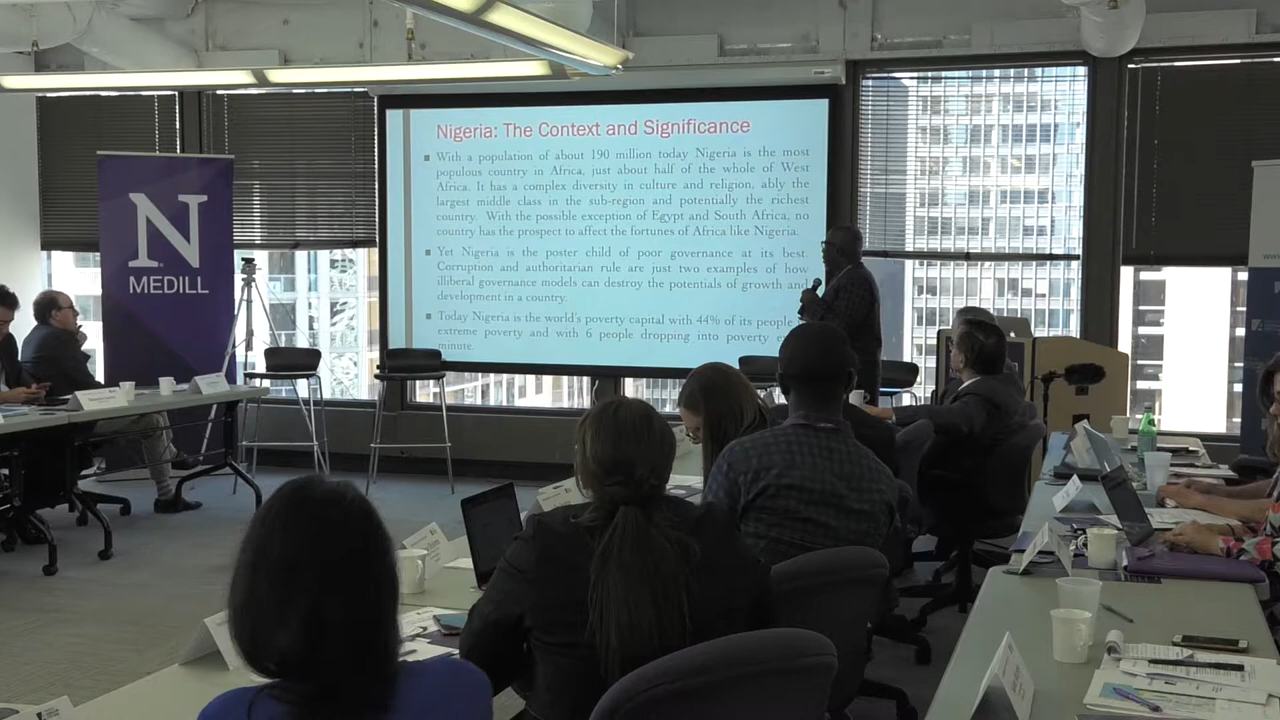 Nigeria: The Context and Significance
With a population of about 190 million today Nigeria is the most
populous country in Africa, just about half of the whole of West
Africa. It has a complex diversity in culture and religion, ably the
largest middle class in the sub-region and potentially the richest
country. With the possible exception of Egypt and South Africa, no
country has the prospect to affect the fortunes of Africa like Nigeria.
Yet Nigeria is the poster child of poor governance at its best.
Corruption and authoritarian rule are just two examples of how
illiberal governance models can destroy the potentials of growth and
development in a country.
Today Nigeria is the world's poverty capital with 44% of its people
extreme poverty and with 6 people dropping into poverty
minute.
N
MEDILL